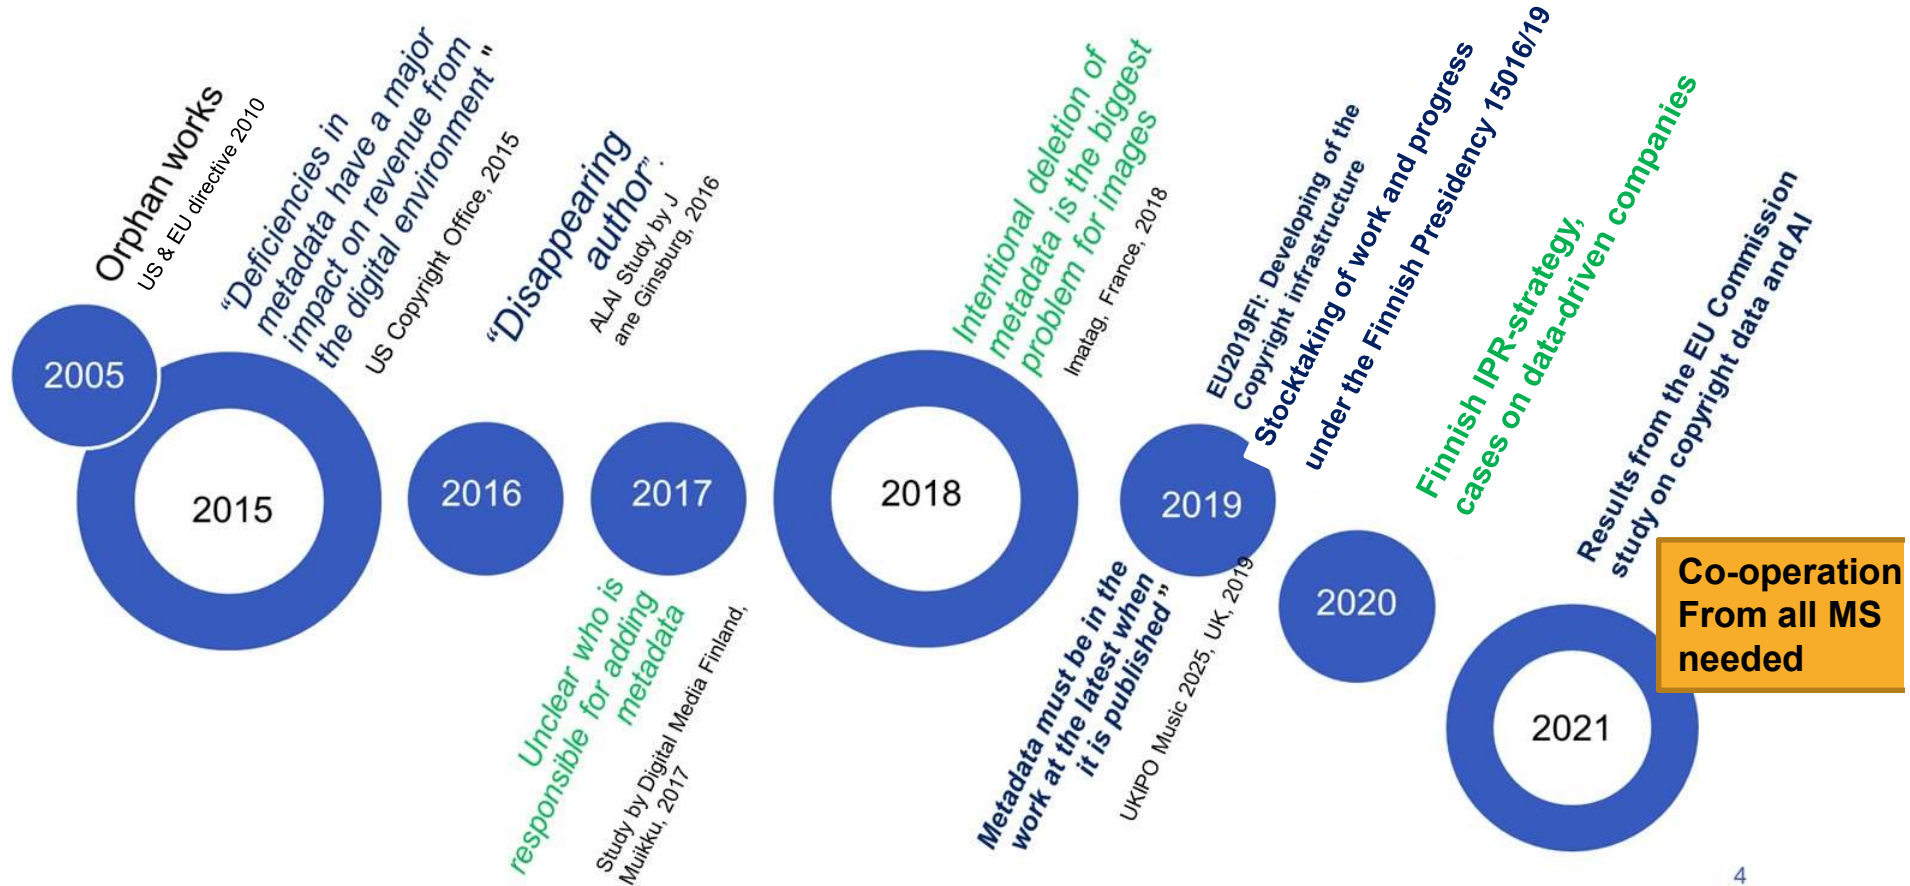 2005
Orphan works
US & EU directive 2010
2015
“Deficiencies in
metadata have a major
impact on revenue from
the digital environment "
US Copyright Office, 2015
2016
“Disappearing
author”.
ALAI Study by J
ane Ginsburg, 2016
2017
Unclear who is
responsible for adding
metadata
Study by Digital Media Finland,
Muikku, 2017
2018
Intentional deletion of
metadata is the biggest
problem for images
Imatag, France, 2018
2019
EU2019FI: Developing of the
Copyright infrastructure
Stocktaking of work and progress
under the Finnish Presidency 15016/19
Metadata must be in the
work at the latest when
it is published”
UKIPO Music 2025, UK, 2019
2020
Finnish IPR-strategy,
cases on data-driven companies
2021
Results from the EU Commission
study on copyright data and AI
Co-operation
From all MS
needed
4